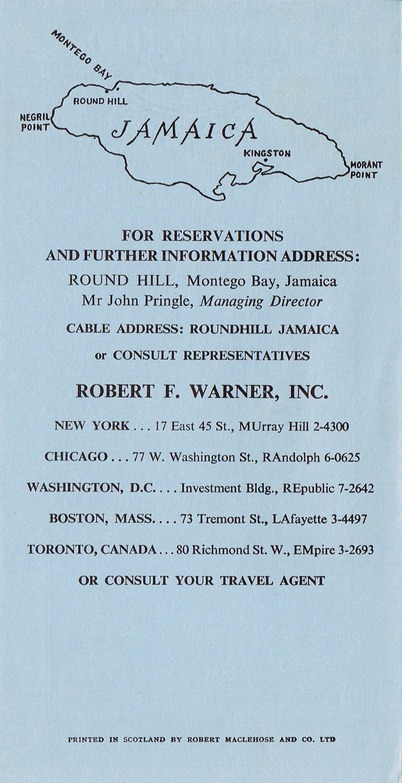 MONTEGO BAY
ROUND HILL
NEGRIL
POINT
JAMAICA
KINGSTON
MORANT
POINT
FOR RESERVATIONS
AND FURTHER INFORMATION ADDRESS:
ROUND HILL, Montego Bay, Jamaica
Mr John Pringle, Managing Director
CABLE ADDRESS: ROUNDHILL JAMAICA
or CONSULT REPRESENTATIVES
ROBERT F. WARNER, INC.
NEW YORK . . . 17 East 45 St., MUrray Hill 2-4300
CHICAGO . . . 77 W. Washington St., RAndolph 6-0625
WASHINGTON, D.C. . . . Investment Bldg., REpublic 7-2642
BOSTON, MASS. . . . 73 Tremont St., LAfayette 3-4497
TORONTO, CANADA . . . 80 Richmond St. W., EMpire 3-2693
OR CONSULT YOUR TRAVEL AGENT
PRINTED IN SCOTLAND BY ROBERT MACLEHOSE AND CO. LTD